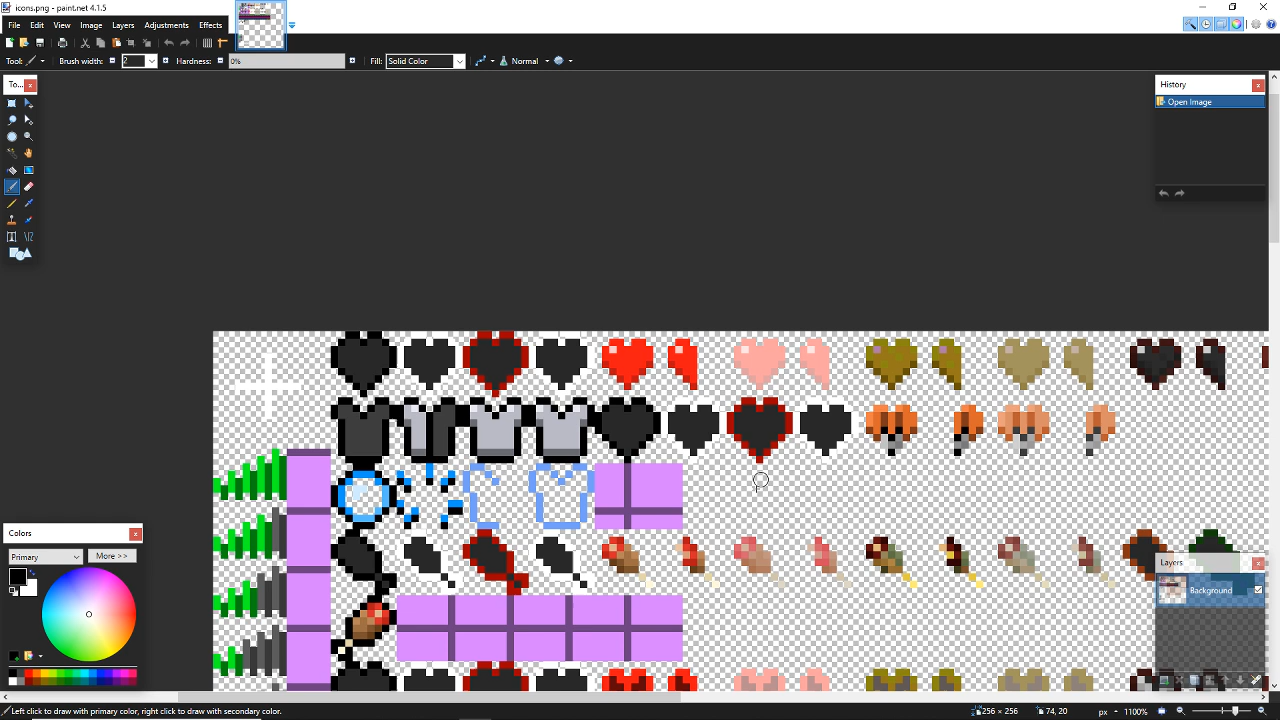 icons.png - paint.net 4.1.5
File Edit View Image Layers Adjustments Effects
Tool: Brush width: 2 Hardness: 0% Fill: Solid Color Normal
To...
History
Open Image
Colors
Primary More >>
Layers
Background
Left click to draw with primary color, right click to draw with secondary color. 256 × 256 74, 20 px 1100%